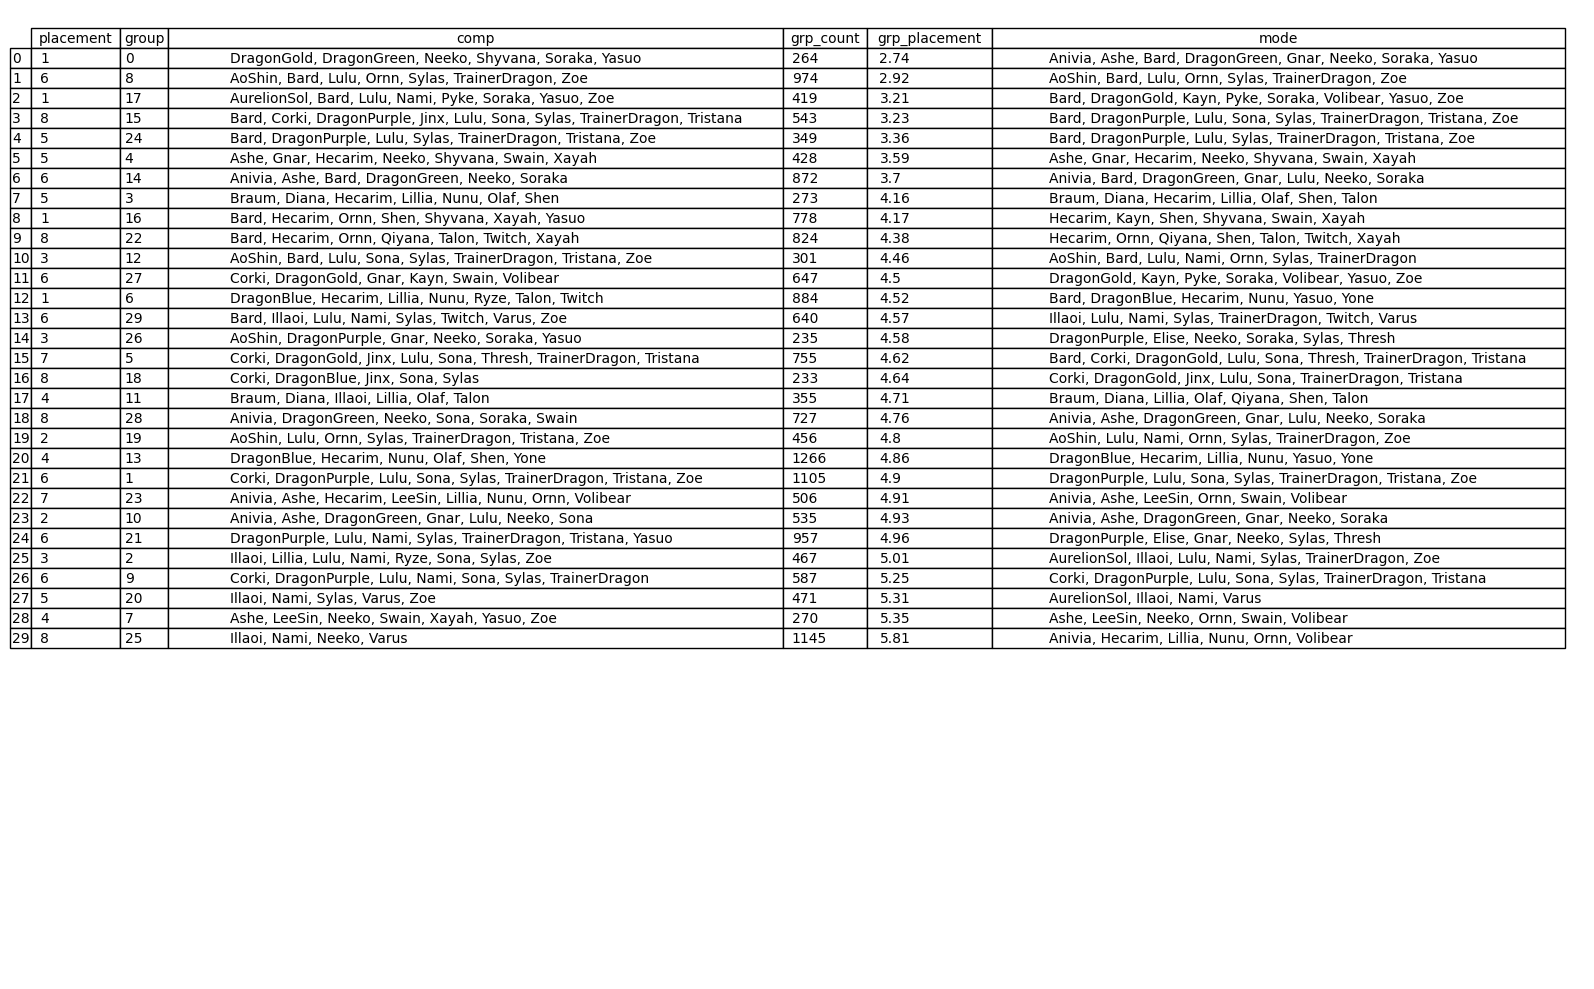 placement group comp grp_count grp_placement mode
0 1 0 DragonGold, DragonGreen, Neeko, Shyvana, Soraka, Yasuo 264 2.74 Anivia, Ashe, Bard, DragonGreen, Gnar, Neeko, Soraka, Yasuo
1 6 8 AoShin, Bard, Lulu, Ornn, Sylas, TrainerDragon, Zoe 974 2.92 AoShin, Bard, Lulu, Ornn, Sylas, TrainerDragon, Zoe
2 1 17 AurelionSol, Bard, Lulu, Nami, Pyke, Soraka, Yasuo, Zoe 419 3.21 Bard, DragonGold, Kayn, Pyke, Soraka, Volibear, Yasuo, Zoe
3 8 15 Bard, Corki, DragonPurple, Jinx, Lulu, Sona, Sylas, TrainerDragon, Tristana 543 3.23 Bard, DragonPurple, Lulu, Sona, Sylas, TrainerDragon, Tristana, Zoe
4 5 24 Bard, DragonPurple, Lulu, Sylas, TrainerDragon, Tristana, Zoe 349 3.36 Bard, DragonPurple, Lulu, Sylas, TrainerDragon, Tristana, Zoe
5 5 4 Ashe, Gnar, Hecarim, Neeko, Shyvana, Swain, Xayah 428 3.59 Ashe, Gnar, Hecarim, Neeko, Shyvana, Swain, Xayah
6 6 14 Anivia, Ashe, Bard, DragonGreen, Neeko, Soraka 872 3.7 Anivia, Bard, DragonGreen, Gnar, Lulu, Neeko, Soraka
7 5 3 Braum, Diana, Hecarim, Lillia, Nunu, Olaf, Shen 273 4.16 Braum, Diana, Hecarim, Lillia, Olaf, Shen, Talon
8 1 16 Bard, Hecarim, Ornn, Shen, Shyvana, Xayah, Yasuo 778 4.17 Hecarim, Kayn, Shen, Shyvana, Swain, Xayah
9 8 22 Bard, Hecarim, Ornn, Qiyana, Talon, Twitch, Xayah 824 4.38 Hecarim, Ornn, Qiyana, Shen, Talon, Twitch, Xayah
10 3 12 AoShin, Bard, Lulu, Sona, Sylas, TrainerDragon, Tristana, Zoe 301 4.46 AoShin, Bard, Lulu, Nami, Ornn, Sylas, TrainerDragon
11 6 27 Corki, DragonGold, Gnar, Kayn, Swain, Volibear 647 4.5 DragonGold, Kayn, Pyke, Soraka, Volibear, Yasuo, Zoe
12 1 6 DragonBlue, Hecarim, Lillia, Nunu, Ryze, Talon, Twitch 884 4.52 Bard, DragonBlue, Hecarim, Nunu, Yasuo, Yone
13 6 29 Bard, Illaoi, Lulu, Nami, Sylas, Twitch, Varus, Zoe 640 4.57 Illaoi, Lulu, Nami, Sylas, TrainerDragon, Twitch, Varus
14 3 26 AoShin, DragonPurple, Gnar, Neeko, Soraka, Yasuo 235 4.58 DragonPurple, Elise, Neeko, Soraka, Sylas, Thresh
15 7 5 Corki, DragonGold, Jinx, Lulu, Sona, Thresh, TrainerDragon, Tristana 755 4.62 Bard, Corki, DragonGold, Lulu, Sona, Thresh, TrainerDragon, Tristana
16 8 18 Corki, DragonBlue, Jinx, Sona, Sylas 233 4.64 Corki, DragonGold, Jinx, Lulu, Sona, TrainerDragon, Tristana
17 4 11 Braum, Diana, Illaoi, Lillia, Olaf, Talon 355 4.71 Braum, Diana, Lillia, Olaf, Qiyana, Shen, Talon
18 8 28 Anivia, DragonGreen, Neeko, Sona, Soraka, Swain 727 4.76 Anivia, Ashe, DragonGreen, Gnar, Lulu, Neeko, Soraka
19 2 19 AoShin, Lulu, Ornn, Sylas, TrainerDragon, Tristana, Zoe 456 4.8 AoShin, Lulu, Nami, Ornn, Sylas, TrainerDragon, Zoe
20 4 13 DragonBlue, Hecarim, Nunu, Olaf, Shen, Yone 1266 4.86 DragonBlue, Hecarim, Lillia, Nunu, Yasuo, Yone
21 6 1 Corki, DragonPurple, Lulu, Sona, Sylas, TrainerDragon, Tristana, Zoe 1105 4.9 DragonPurple, Lulu, Sona, Sylas, TrainerDragon, Tristana, Zoe
22 7 23 Anivia, Ashe, Hecarim, LeeSin, Lillia, Nunu, Ornn, Volibear 506 4.91 Anivia, Ashe, LeeSin, Ornn, Swain, Volibear
23 2 10 Anivia, Ashe, DragonGreen, Gnar, Lulu, Neeko, Sona 535 4.93 Anivia, Ashe, DragonGreen, Gnar, Neeko, Soraka
24 6 21 DragonPurple, Lulu, Nami, Sylas, TrainerDragon, Tristana, Yasuo 957 4.96 DragonPurple, Elise, Gnar, Neeko, Sylas, Thresh
25 3 2 Illaoi, Lillia, Lulu, Nami, Ryze, Sona, Sylas, Zoe 467 5.01 AurelionSol, Illaoi, Lulu, Nami, Sylas, TrainerDragon, Zoe
26 6 9 Corki, DragonPurple, Lulu, Nami, Sona, Sylas, TrainerDragon 587 5.25 Corki, DragonPurple, Lulu, Sona, Sylas, TrainerDragon, Tristana
27 5 20 Illaoi, Nami, Sylas, Varus, Zoe 471 5.31 AurelionSol, Illaoi, Nami, Varus
28 4 7 Ashe, LeeSin, Neeko, Swain, Xayah, Yasuo, Zoe 270 5.35 Ashe, LeeSin, Neeko, Ornn, Swain, Volibear
29 8 25 Illaoi, Nami, Neeko, Varus 1145 5.81 Anivia, Hecarim, Lillia, Nunu, Ornn, Volibear